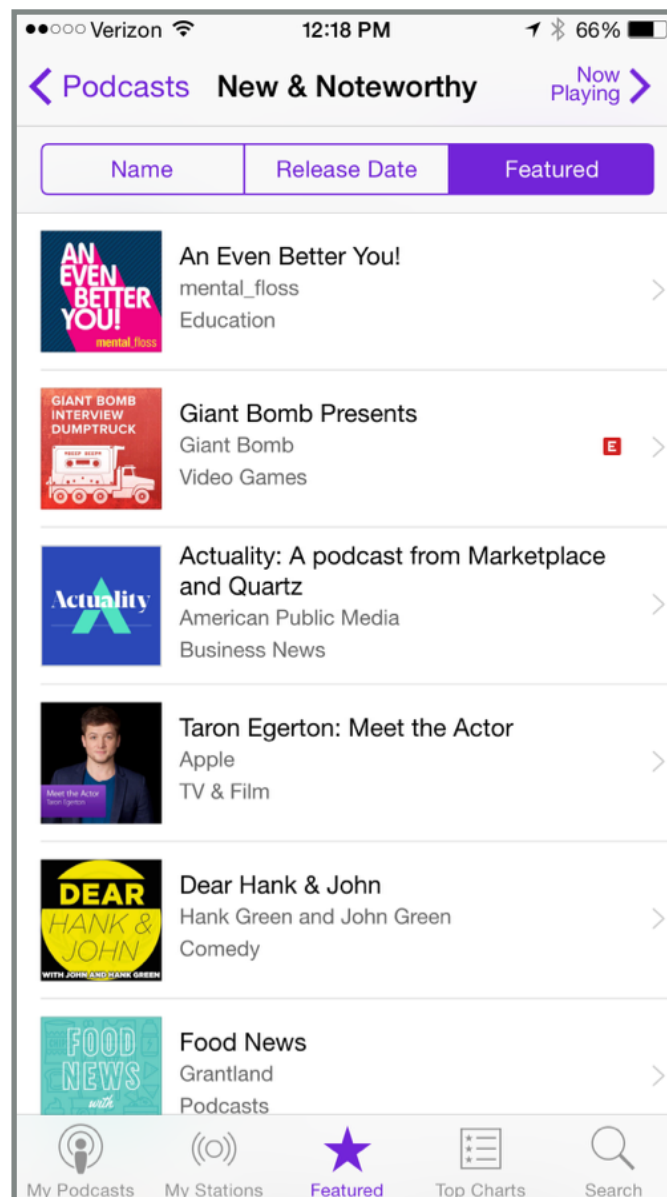 Verizon 12:18 PM 66%
Podcasts New & Noteworthy Now
Playing
Name Release Date Featured
AN
EVEN
BETTER
YOU!
mental_floss
An Even Better You!
mental_floss
Education
GIANT BOMB
INTERVIEW
DUMPTRUCK
Giant Bomb Presents
Giant Bomb
E
Video Games
Actuality
Actuality: A podcast from Marketplace
and Quartz
American Public Media
Business News
Meet the Actor
Taron Egerton
Taron Egerton: Meet the Actor
Apple
TV & Film
DEAR
HANK &
JOHN
WITH JOHN AND HANK GREEN
Dear Hank & John
Hank Green and John Green
Comedy
FOOD
NEWS
with
Food News
Grantland
Podcasts
My Podcasts My Stations Featured Top Charts Search